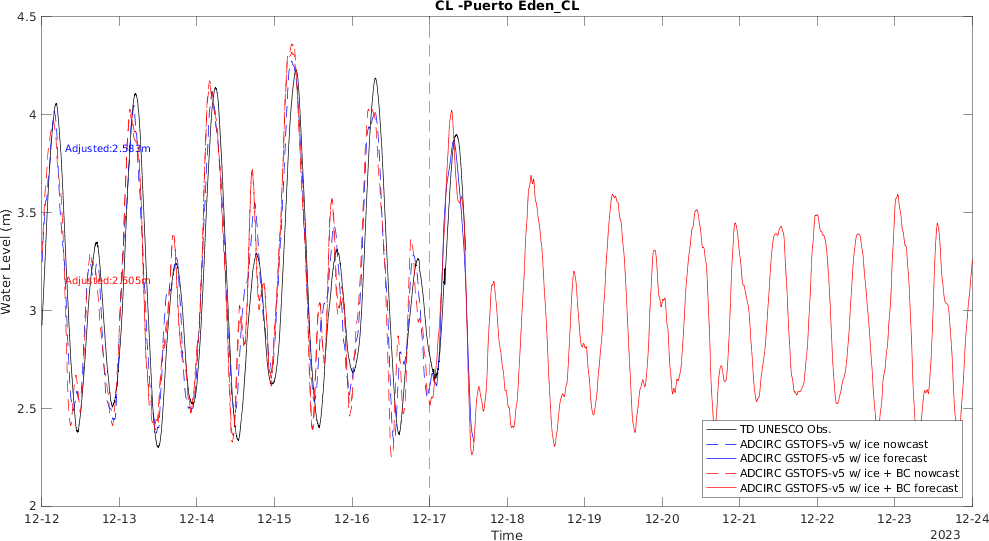 CL -Puerto Eden_CL
4.5
4
3.5
3
2.5
2
Water Level (m)
Adjusted:2.583m
Adjusted:2.605m
TD UNESCO Obs.
ADCIRC GSTOFS-v5 w/ ice nowcast
ADCIRC GSTOFS-v5 w/ ice forecast
ADCIRC GSTOFS-v5 w/ ice + BC nowcast
ADCIRC GSTOFS-v5 w/ ice + BC forecast
12-12 12-13 12-14 12-15 12-16 12-17 12-18 12-19 12-20 12-21 12-22 12-23 12-24
Time
2023